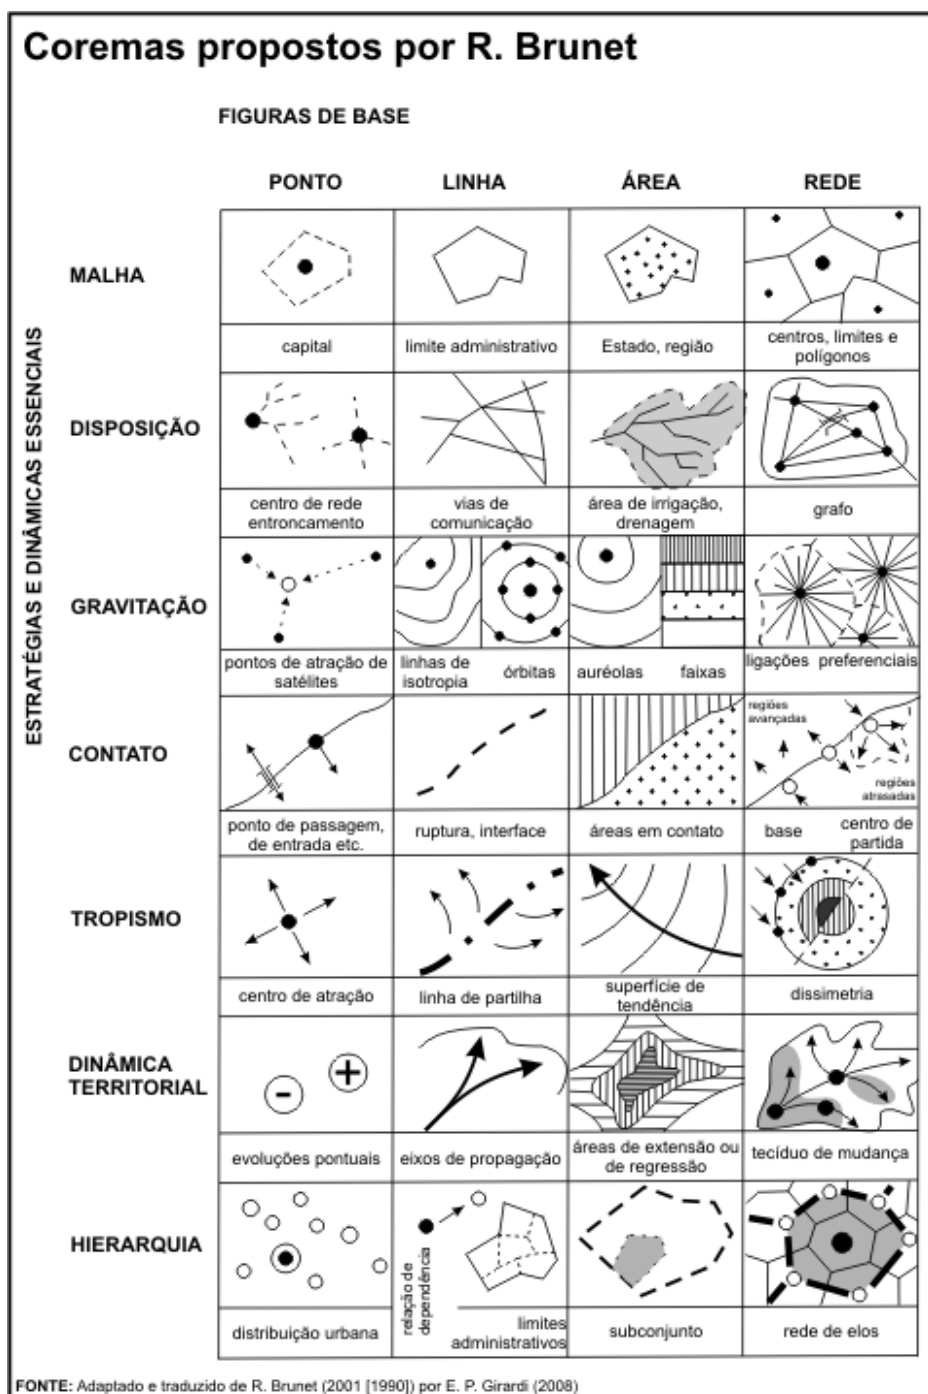 Coremas propostos por R. Brunet
FIGURAS DE BASE
PONTO LINHA ÁREA REDE
ESTRATÉGIAS E DINÂMICAS ESSENCIAIS
MALHA
capital
limite administrativo
Estado, região
centros, limites e
polígonos
DISPOSIÇÃO
centro de rede
entroncamento
vias de
comunicação
área de irrigação,
drenagem
grafo
GRAVITAÇÃO
pontos de atração de
satélites
linhas de
isotropia
órbitas
auréolas
faixas
ligações preferenciais
CONTATO
regiões
avançadas
regiões
atrasadas
ponto de passagem,
de entrada etc.
ruptura, interface
áreas em contato
base
centro de
partida
TROPISMO
centro de atração
linha de partilha
superfície de
tendência
dissimetria
DINÂMICA
TERRITORIAL
- +
evoluções pontuais
eixos de propagação
áreas de extensão ou
de regressão
tecíduo de mudança
HIERARQUIA
distribuição urbana
relação de
dependência
limites
administrativos
subconjunto
rede de elos
FONTE: Adaptado e traduzido de R. Brunet (2001 [1990]) por E. P. Girardi (2008)